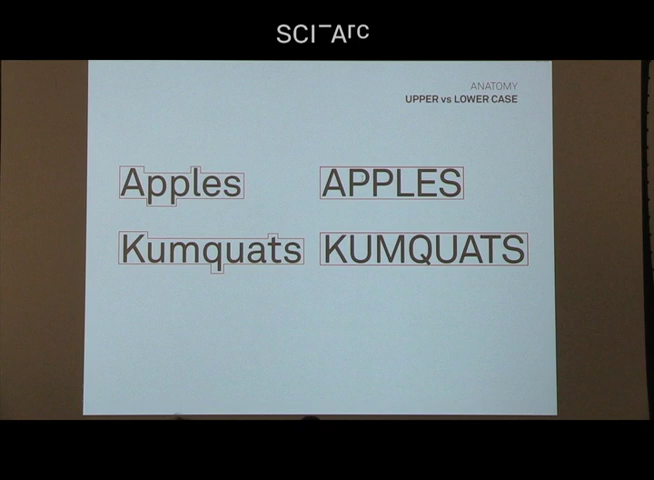 SCI-Arc
ANATOMY
UPPER vs LOWER CASE
Apples APPLES
Kumquats KUMQUATS